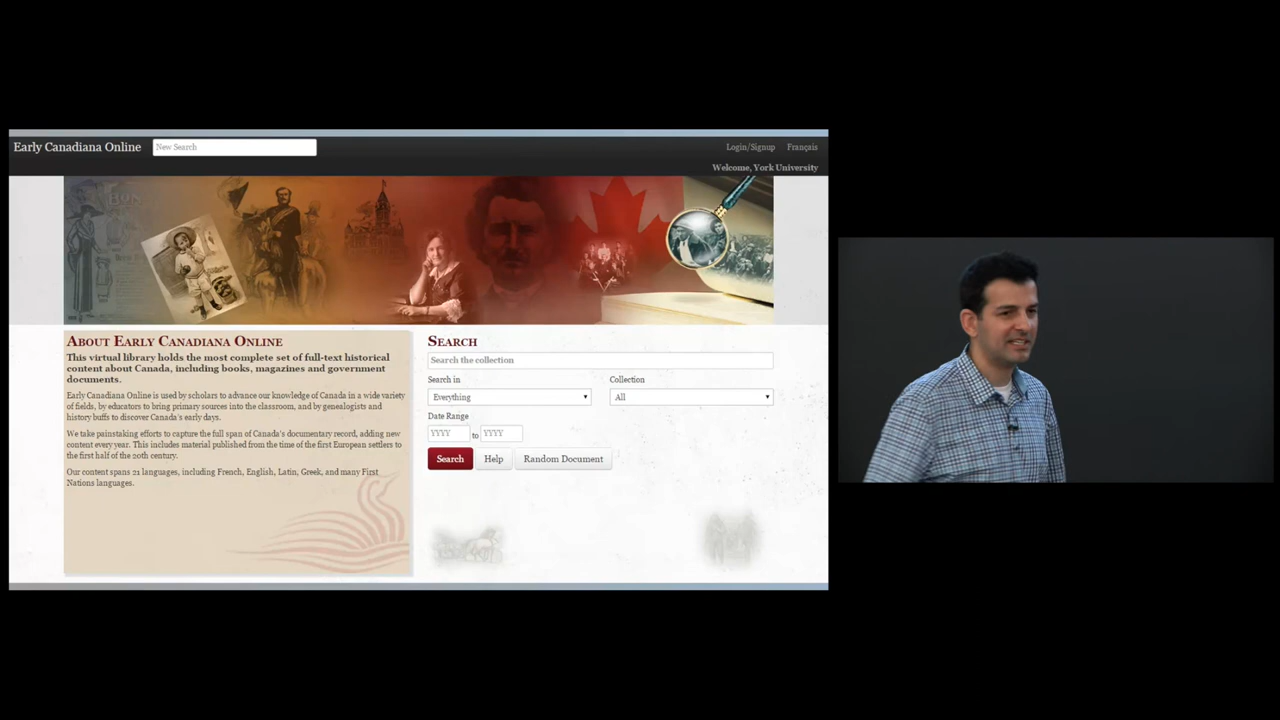 Early Canadiana Online
New Search
Login/Signup
Français
Welcome, York University
ABOUT EARLY CANADIANA ONLINE
This virtual library holds the most complete set of full-text historical
content about Canada, including books, magazines and government
documents.
Early Canadiana Online is used by scholars to advance our knowledge of Canada in a wide variety
of fields, by educators to bring primary sources into the classroom, and by genealogists and
history buffs to discover Canada's early days.
We take painstaking efforts to capture the full span of Canada's documentary record, adding new
content every year. This includes material published from the time of the first European settlers to
the first half of the 20th century.
Our content spans 21 languages, including French, English, Latin, Greek, and many First
Nations languages.
SEARCH
Search the collection
Search in
Collection
Everything
All
Date Range
YYYY to YYYY
Search
Help
Random Document